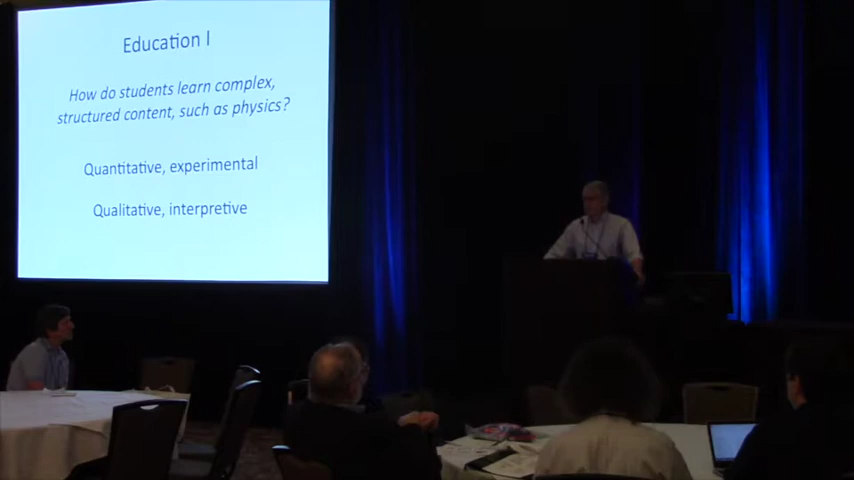 Education I
How do students learn complex,
structured content, such as physics?
Quantitative, experimental
Qualitative, interpretive